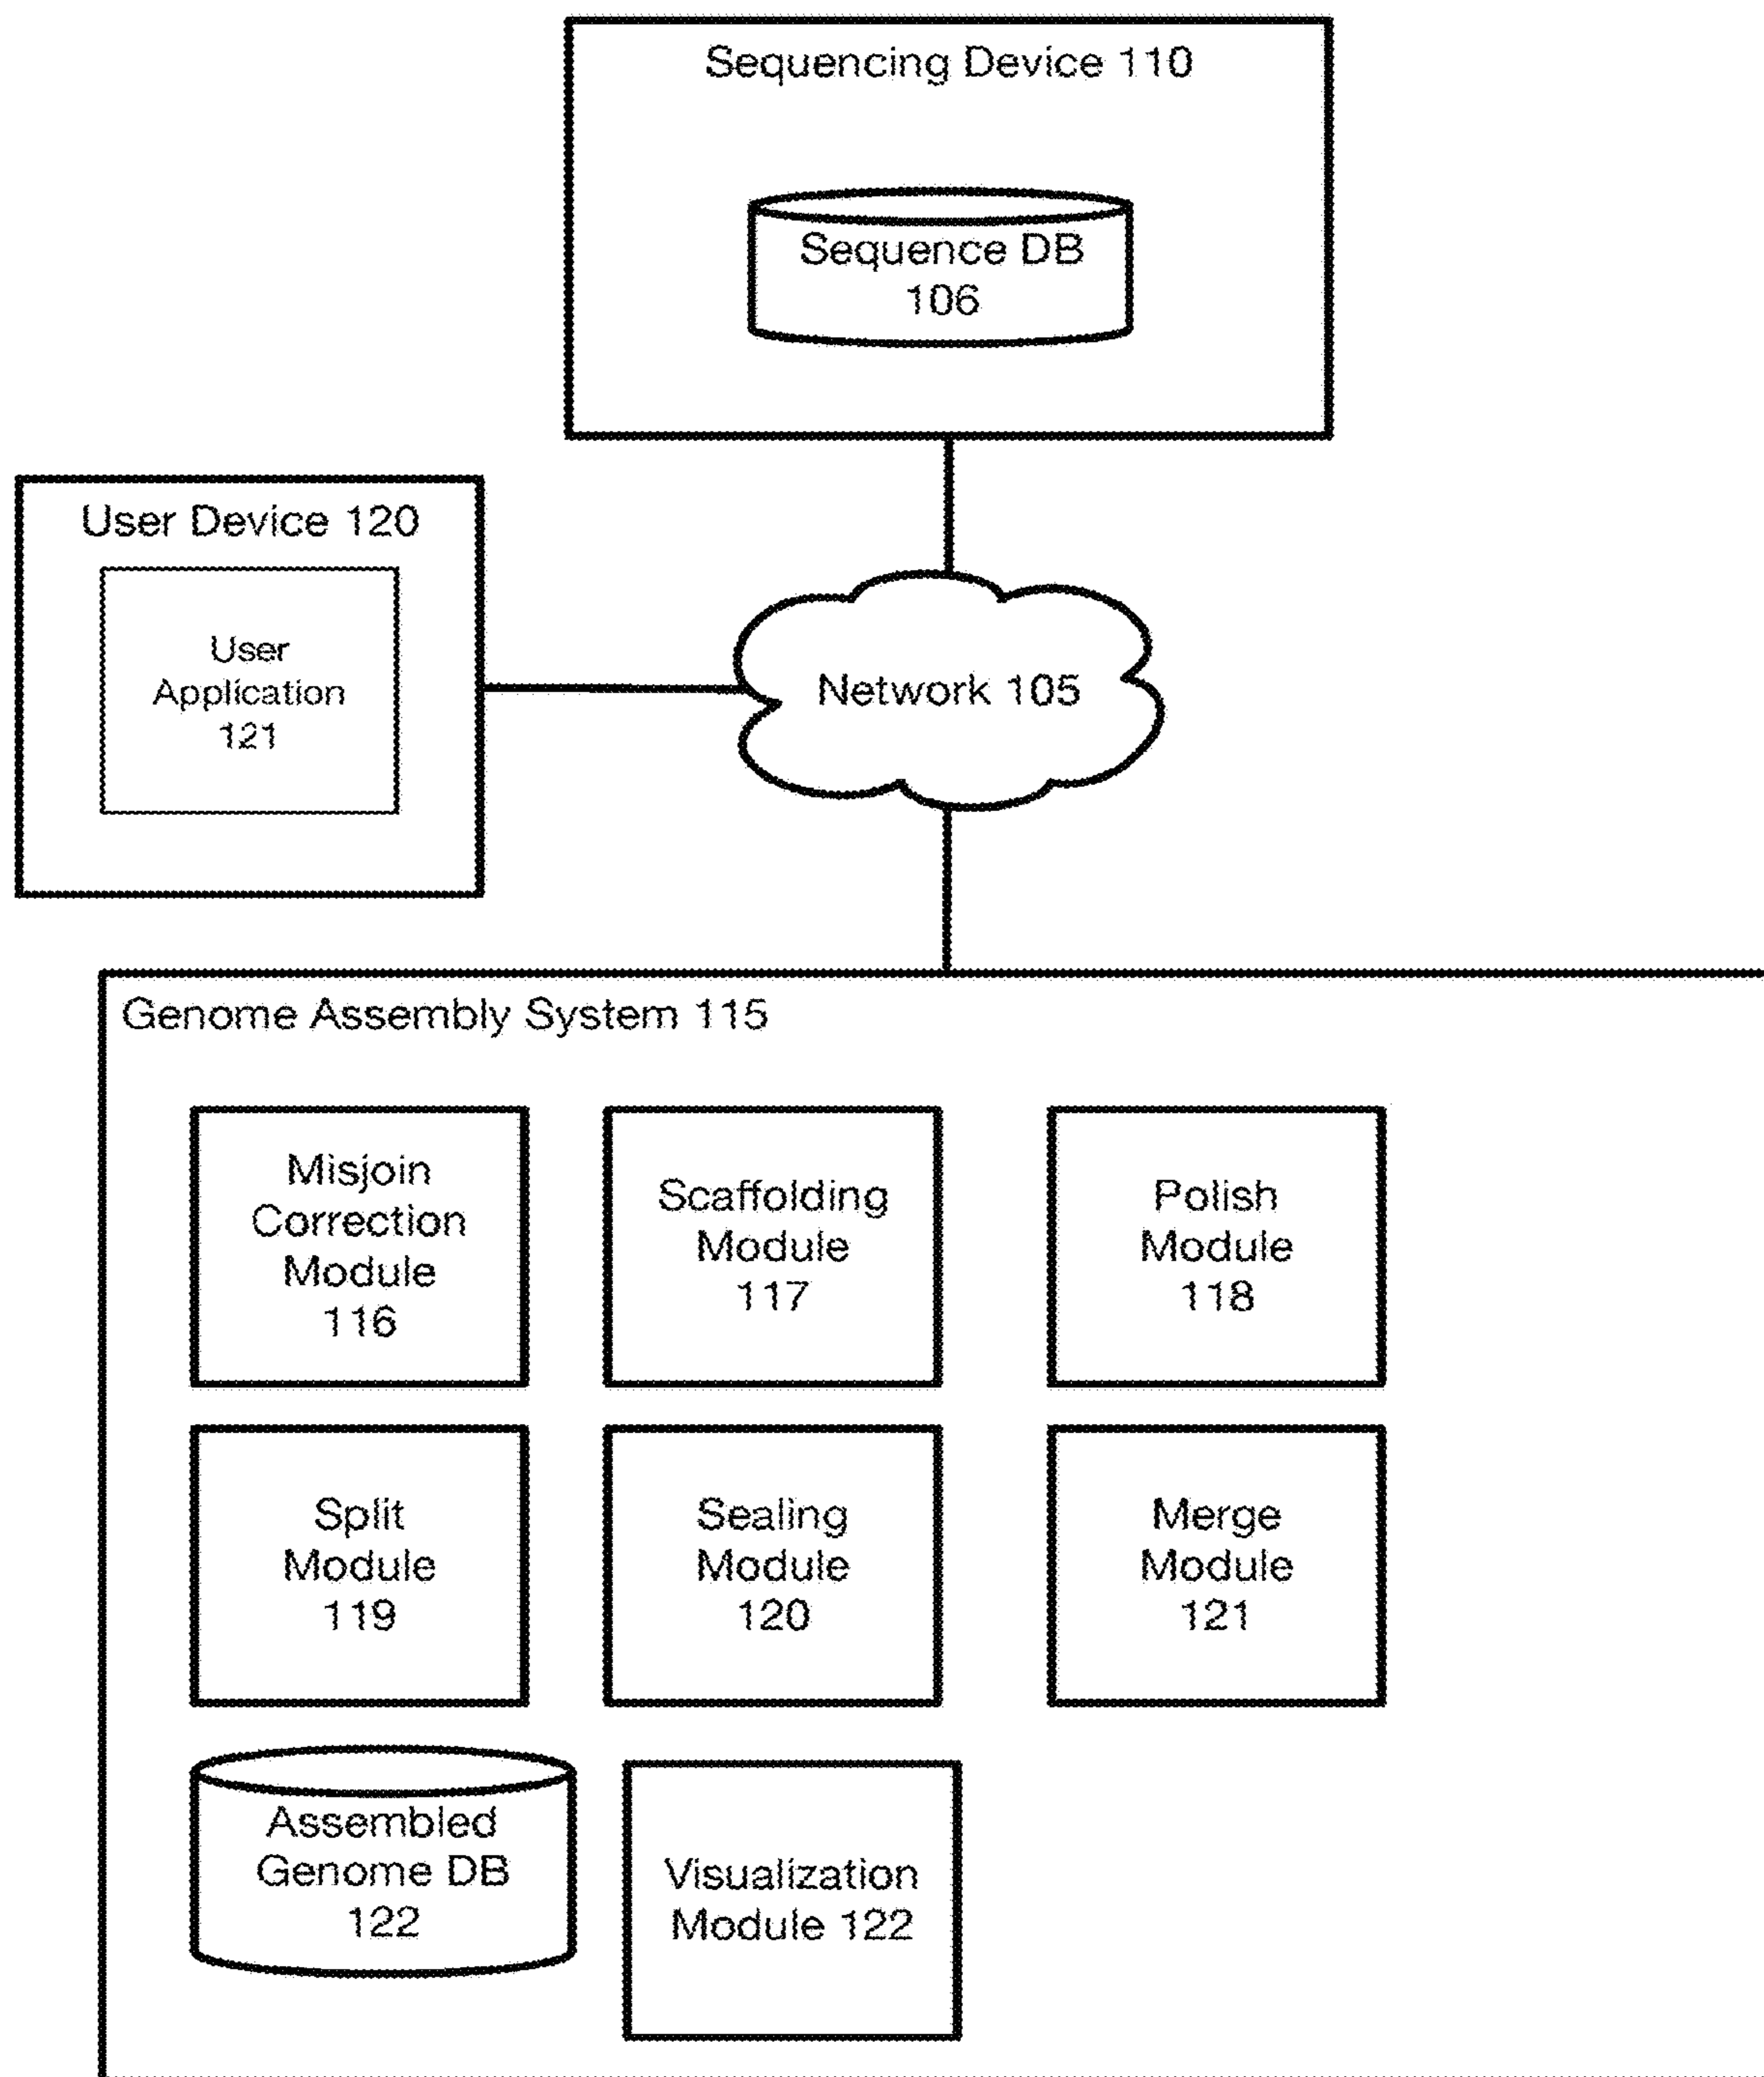 Sequencing Device 110
Sequence DB
106
User Device 120
User
Application
121
Network 105
Genome Assembly System 115
Misjoin
Correction
Module
116
Scaffolding
Module
117
Polish
Module
118
Split
Module
119
Sealing
Module
120
Merge
Module
121
Assembled
Genome DB
122
Visualization
Module 122